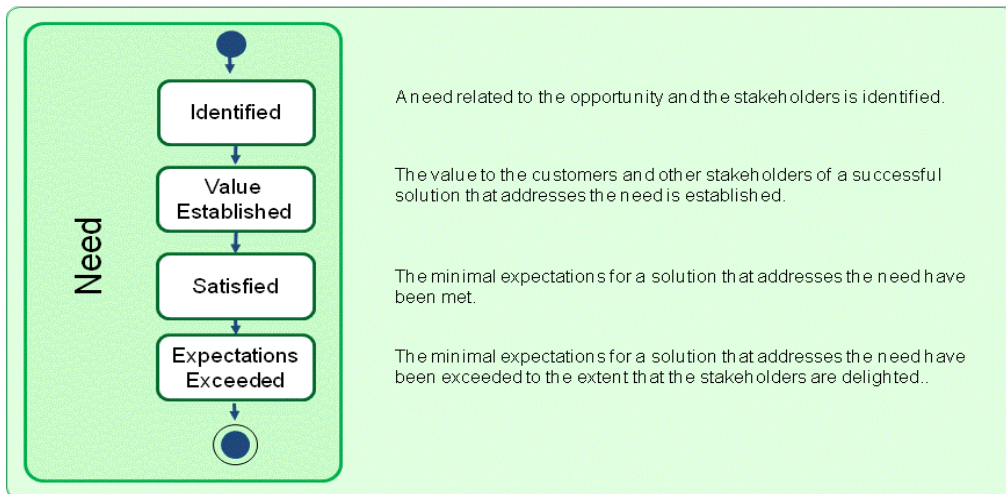 Need
Identified
A need related to the opportunity and the stakeholders is identified.
Value
Established
The value to the customers and other stakeholders of a successful
solution that addresses the need is established.
Satisfied
The minimal expectations for a solution that addresses the need have
been met.
Expectations
Exceeded
The minimal expectations for a solution that addresses the need have
been exceeded to the extent that the stakeholders are delighted..